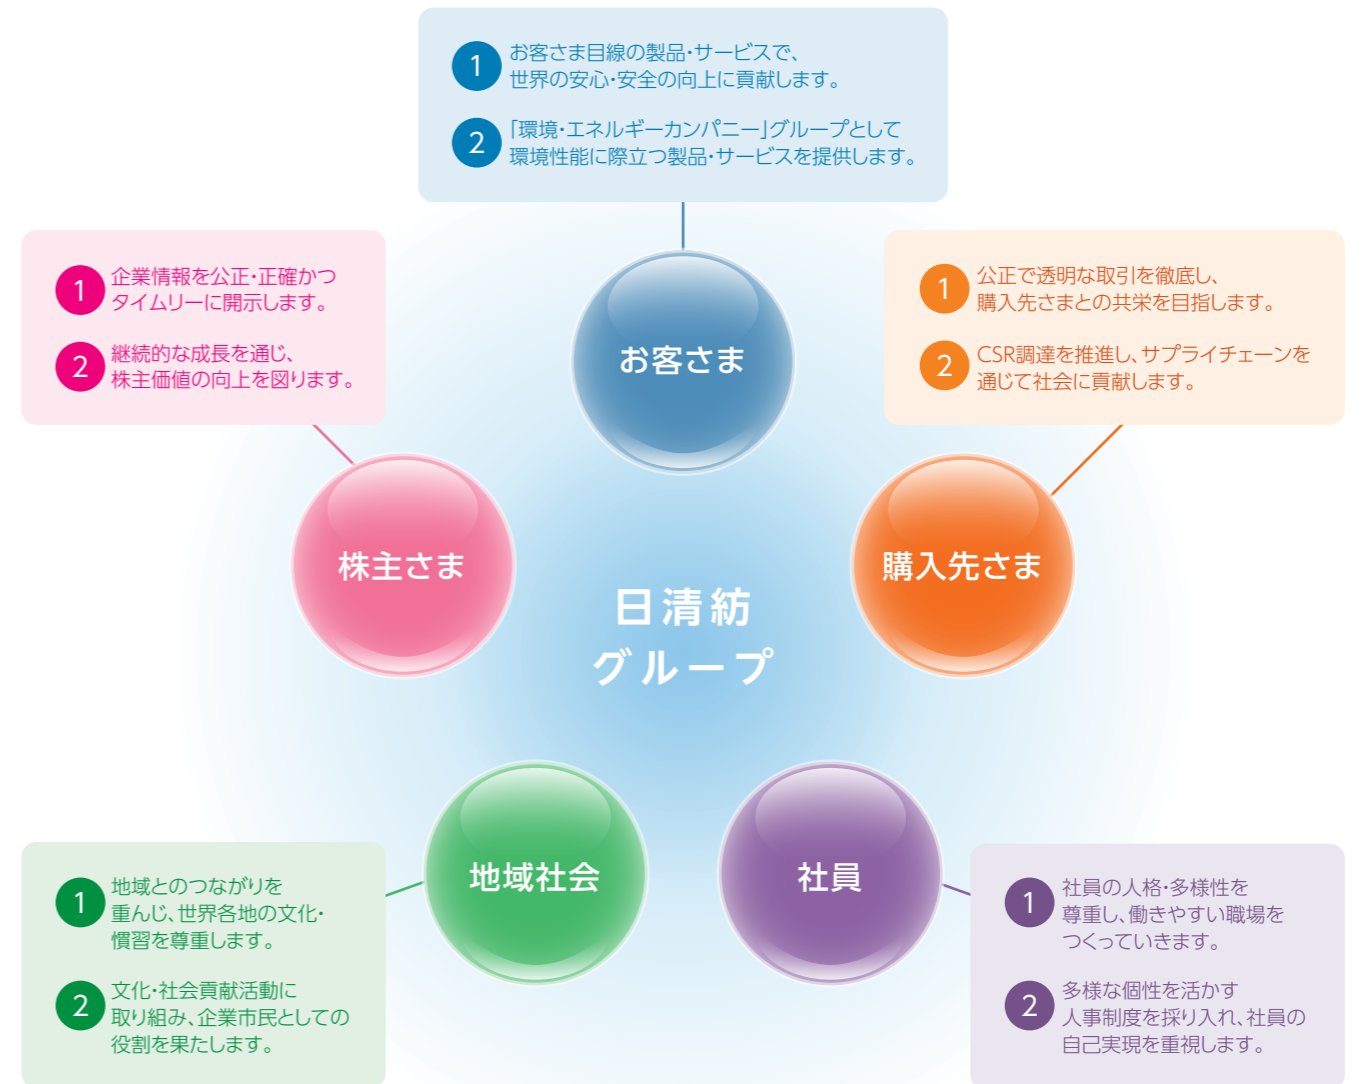 1 お客さま目線の製品・サービスで、
世界の安心・安全の向上に貢献します。
2 「環境・エネルギーカンパニー」グループとして
環境性能に際立つ製品・サービスを提供します。
お客さま
1 企業情報を公正・正確かつ
タイムリーに開示します。
2 継続的な成長を通じ、
株主価値の向上を図ります。
株主さま
1 公正で透明な取引を徹底し、
購入先さまとの共栄を目指します。
2 CSR調達を推進し、サプライチェーンを
通じて社会に貢献します。
購入先さま
日清紡
グループ
地域社会
1 地域とのつながりを
重んじ、世界各地の文化・
慣習を尊重します。
2 文化・社会貢献活動に
取り組み、企業市民としての
役割を果たします。
社員
1 社員の人格・多様性を
尊重し、働きやすい職場を
つくっていきます。
2 多様な個性を活かす
人事制度を採り入れ、社員の
自己実現を重視します。